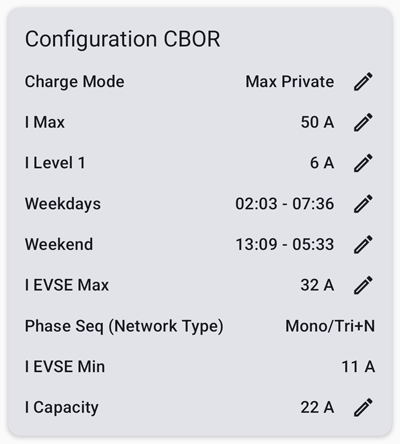 Configuration CBOR
Charge Mode Max Private
I Max 50 A
I Level 1 6 A
Weekdays 02:03 - 07:36
Weekend 13:09 - 05:33
I EVSE Max 32 A
Phase Seq (Network Type) Mono/Tri+N
I EVSE Min 11 A
I Capacity 22 A